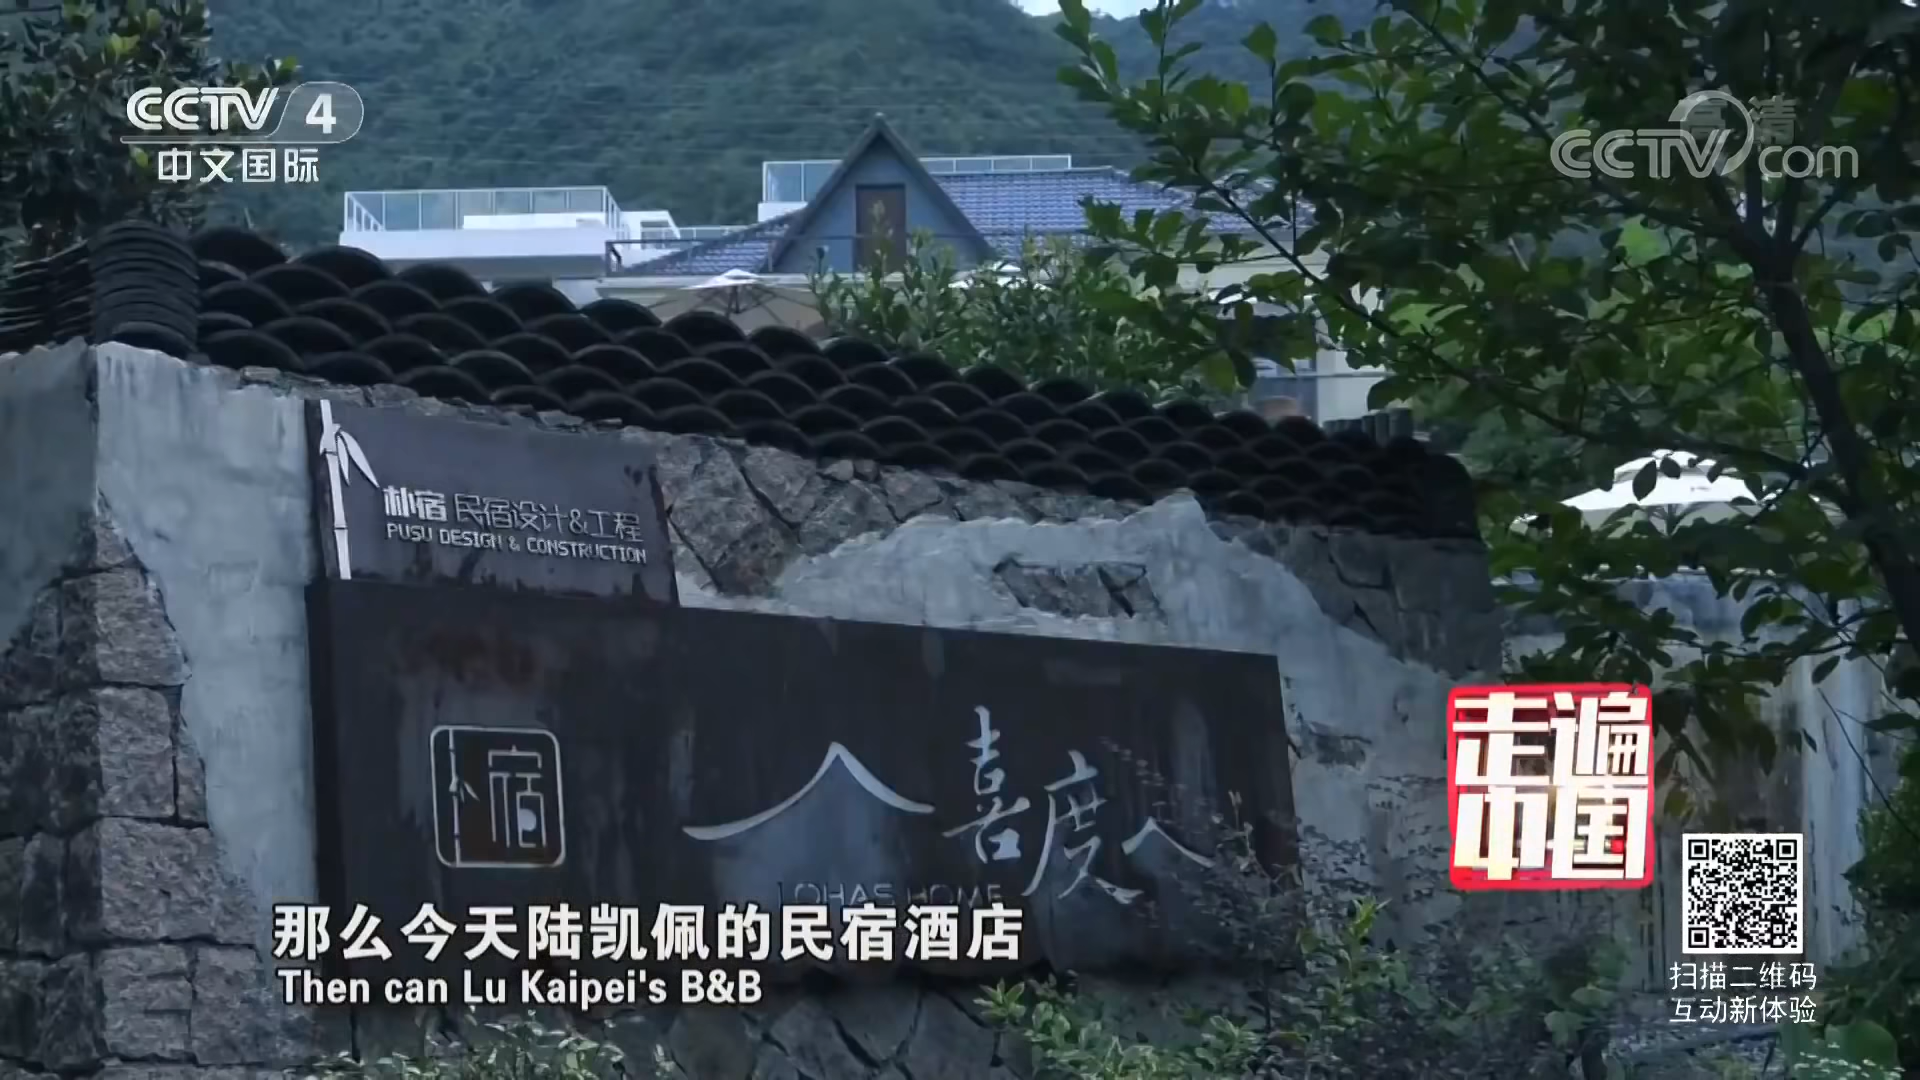 CCTV 4
中文国际
高清
CCTV com
朴宿 民宿设计&工程
PUSU DESIGN & CONSTRUCTION
朴宿
喜度
LOHAS HOME
走遍
中国
那么今天陆凯佩的民宿酒店
Then can Lu Kaipei's B&B
扫描二维码
互动新体验